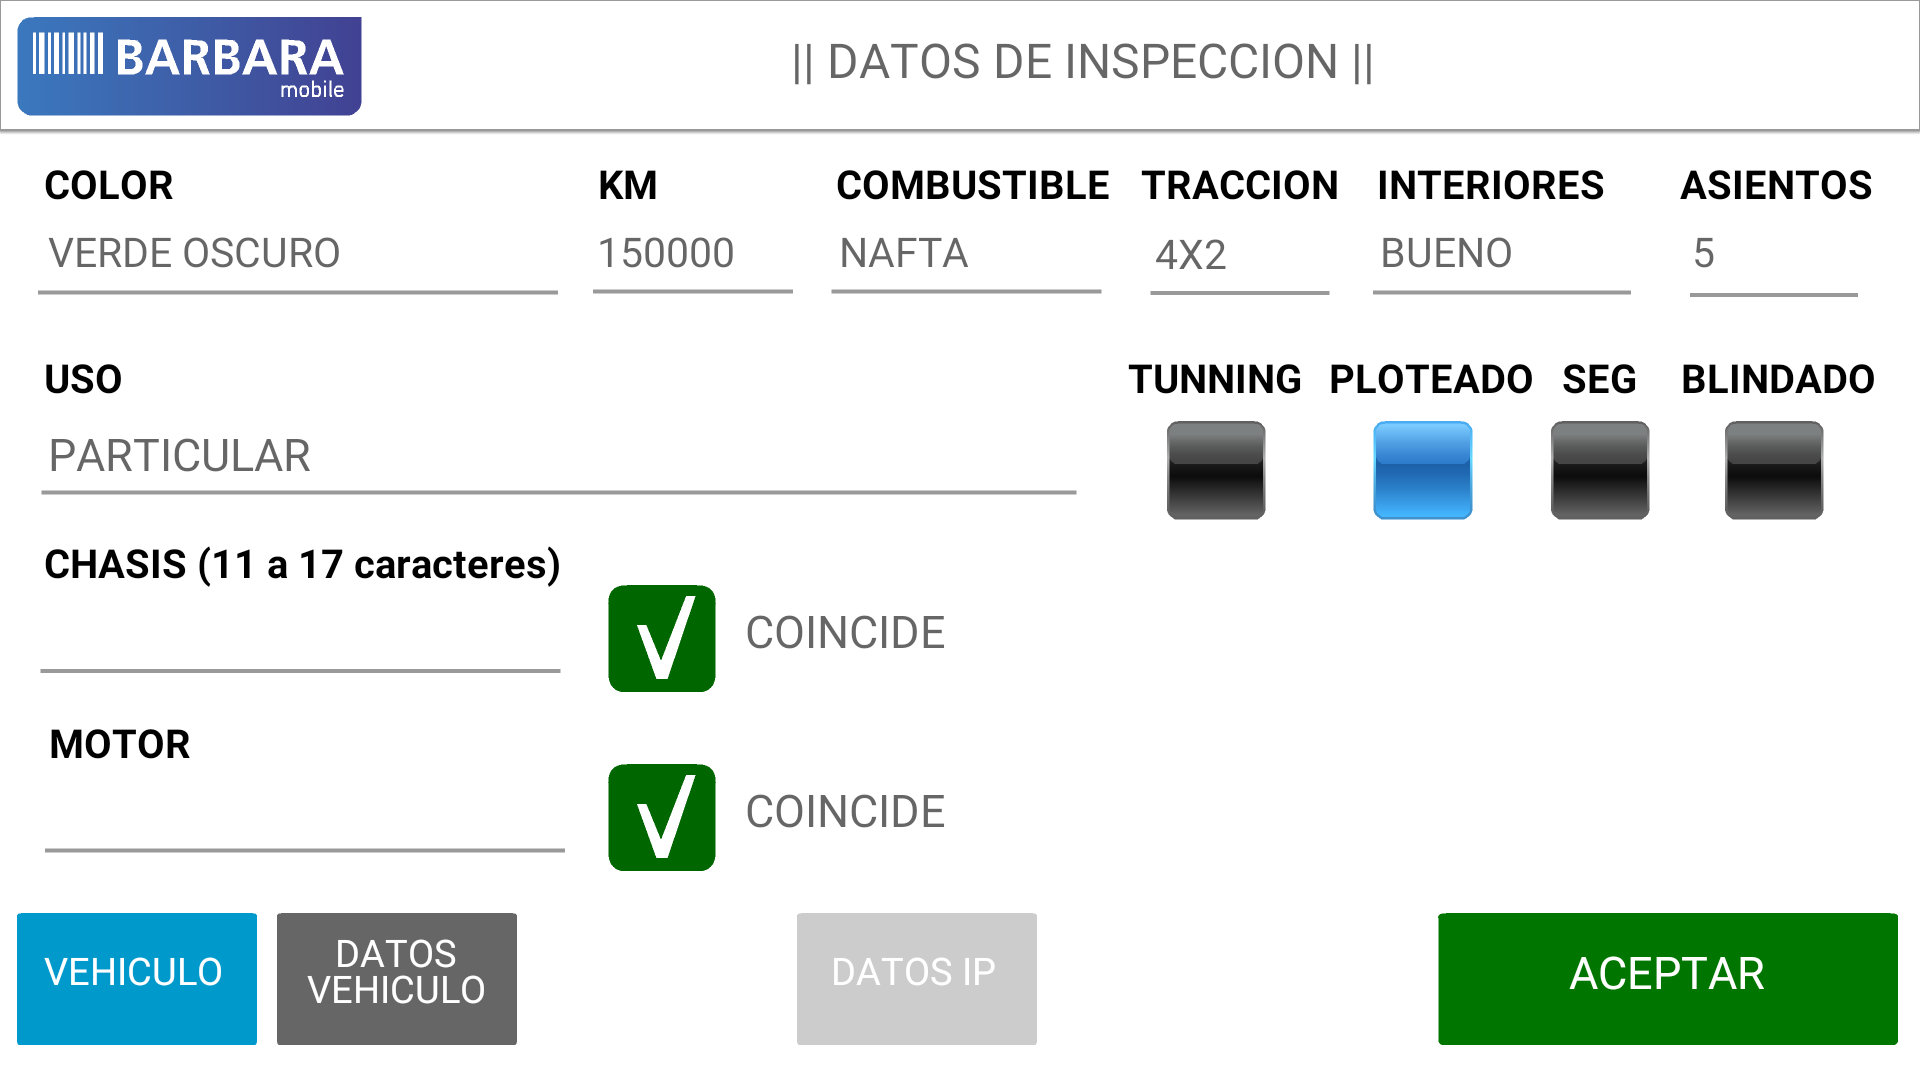 BARBARA
mobile
|| DATOS DE INSPECCION ||
COLOR KM COMBUSTIBLE TRACCION INTERIORES ASIENTOS
VERDE OSCURO 150000 NAFTA 4X2 BUENO 5
USO TUNNING PLOTEADO SEG BLINDADO
PARTICULAR
CHASIS (11 a 17 caracteres)
COINCIDE
MOTOR
COINCIDE
VEHICULO
DATOS
VEHICULO
DATOS IP
ACEPTAR